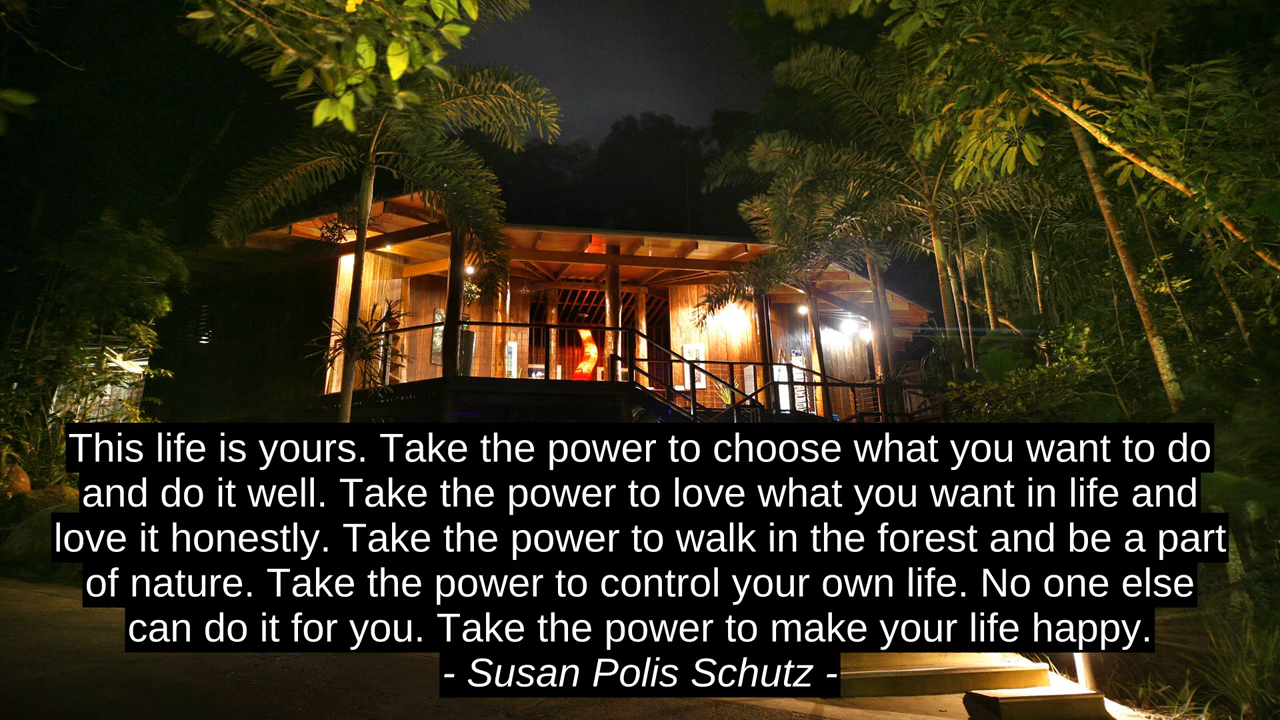 This life is yours. Take the power to choose what you want to do
and do it well. Take the power to love what you want in life and
love it honestly. Take the power to walk in the forest and be a part
of nature. Take the power to control your own life. No one else
can do it for you. Take the power to make your life happy.
- Susan Polis Schutz -